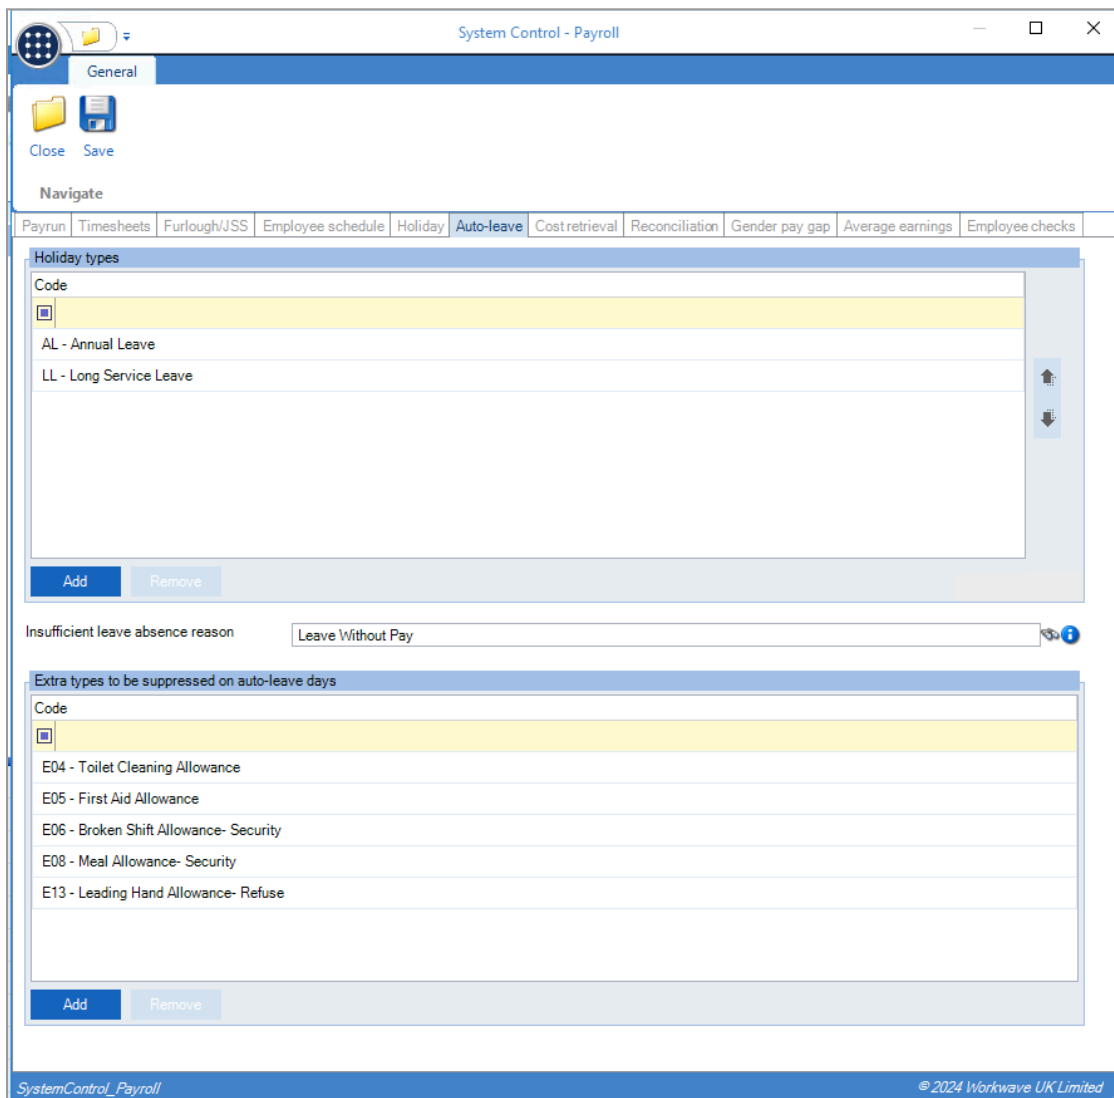 System Control - Payroll
General
Close Save
Navigate
Payrun Timesheets Furlough/JSS Employee schedule Holiday Auto-leave Cost retrieval Reconciliation Gender pay gap Average earnings Employee checks
Holiday types
Code
AL - Annual Leave
LL - Long Service Leave
Add Remove
Insufficient leave absence reason Leave Without Pay
Extra types to be suppressed on auto-leave days
Code
E04 - Toilet Cleaning Allowance
E05 - First Aid Allowance
E06 - Broken Shift Allowance- Security
E08 - Meal Allowance- Security
E13 - Leading Hand Allowance- Refuse
Add Remove
SystemControl_Payroll © 2024 Workwave UK Limited